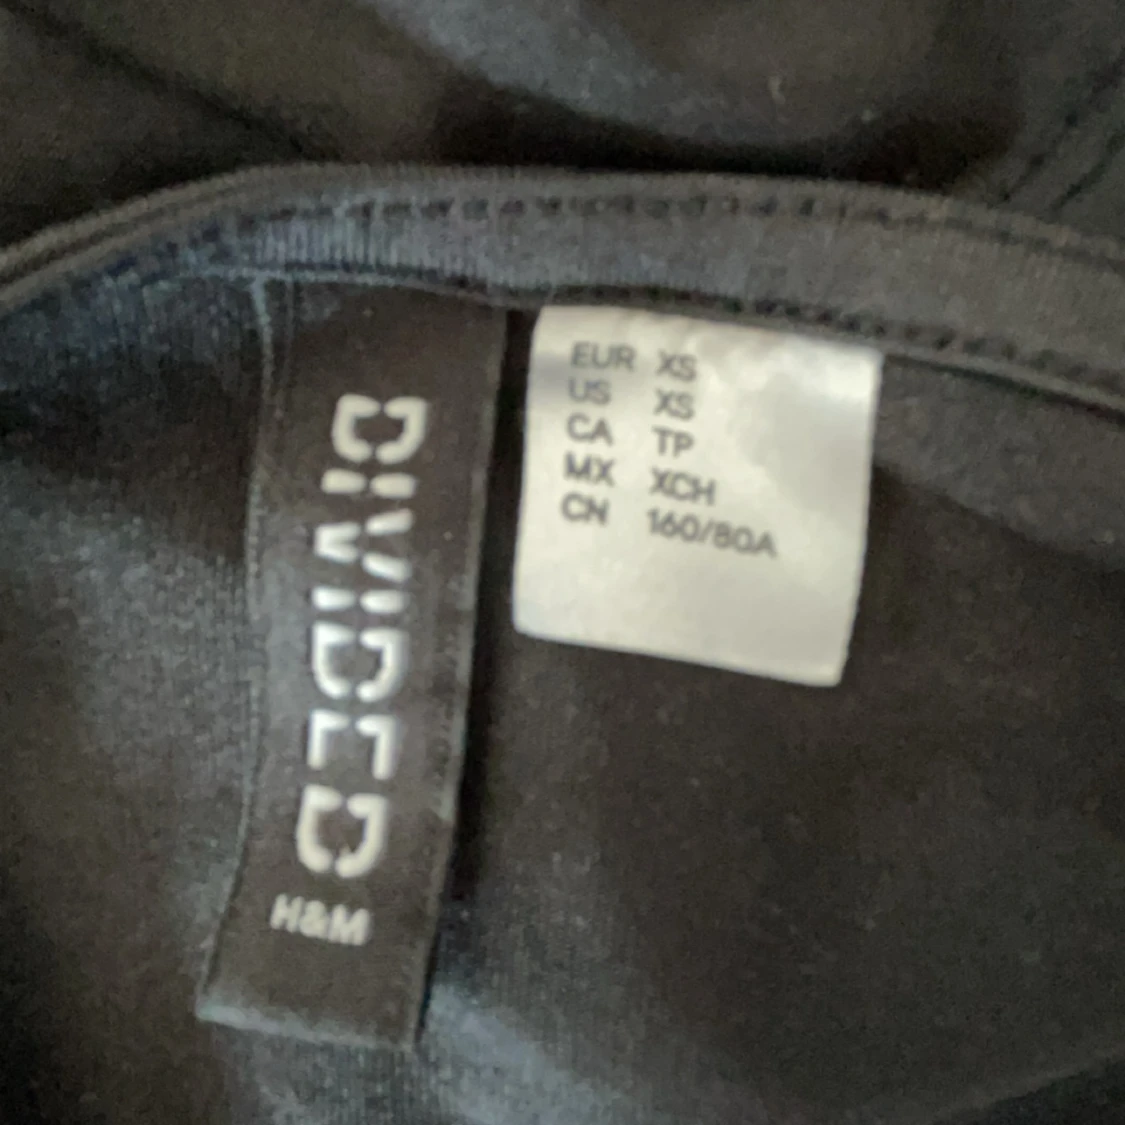 DIVIDED
H&M
EUR XS
US XS
CA TP
MX XCH
CN 160/80A